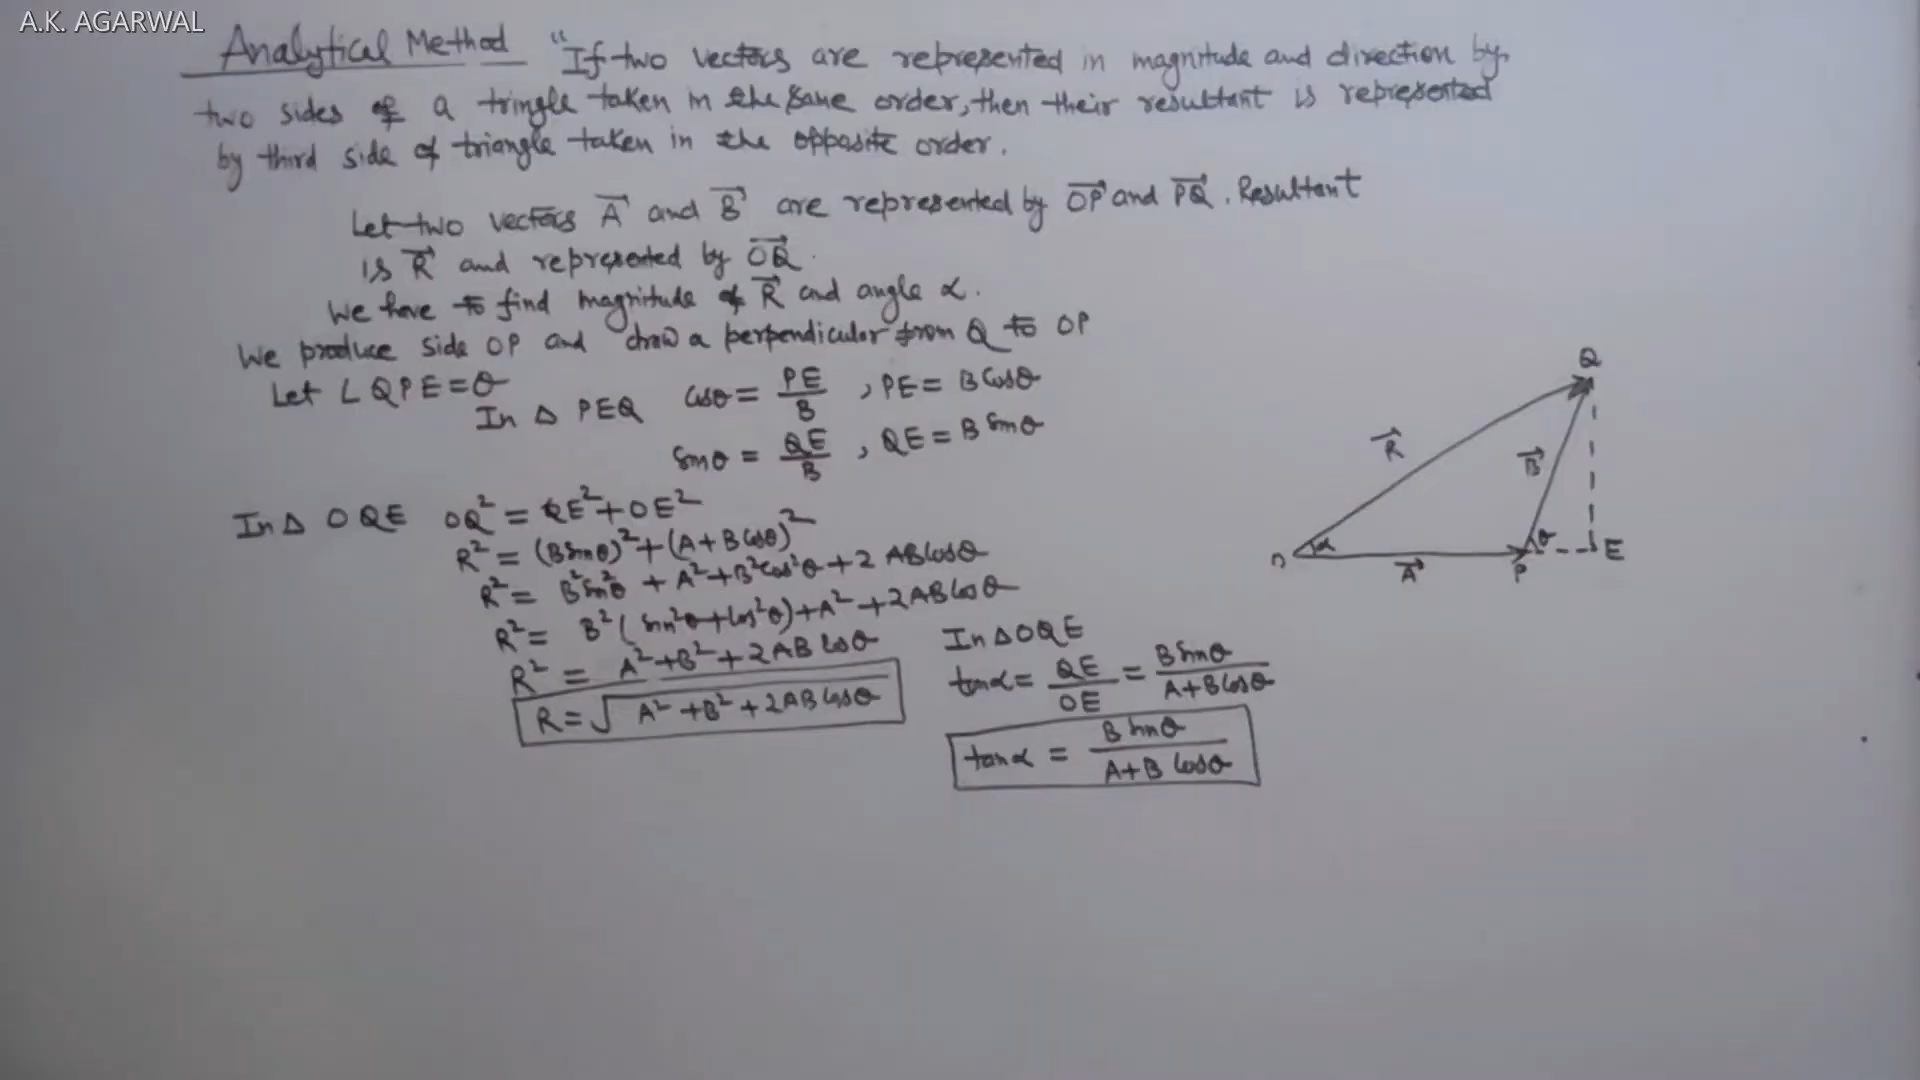 A.K. AGARWAL
Analytical Method "If two vectors are represented in magnitude and direction by
two sides of a tringle taken in the same order, then their resultant is represented
by third side of triangle taken in the opposite order.
Let two vectors A⃗ and B⃗ are represented by OP⃗ and PQ⃗. Resultant
is R⃗ and represented by OQ⃗.
We have to find magnitude of R⃗ and angle α.
We produce side OP and draw a perpendicular from Q to OP
Let ∠QPE = θ
In Δ PEQ cosθ = PE/B , PE = B cosθ
sinθ = QE/B , QE = B sinθ
In Δ OQE OQ² = QE² + OE²
R² = (B sinθ)² + (A + B cosθ)²
R² = B² sin²θ + A² + B² cos²θ + 2 AB cosθ
R² = B² (sin²θ + cos²θ) + A² + 2AB cosθ
R² = A² + B² + 2AB cosθ
R = √A² + B² + 2AB cosθ
In Δ OQE
tanα = QE/OE = B sinθ/A + B cosθ
tanα = B sinθ/A + B cosθ
Q
R⃗
B⃗
O α A⃗ P θ E